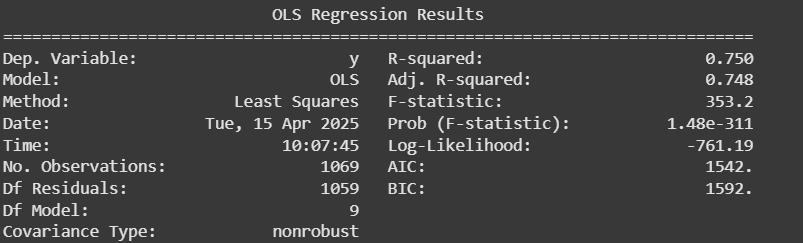 OLS Regression Results
==============================================================================
Dep. Variable:                      y   R-squared:                       0.750
Model:                            OLS   Adj. R-squared:                  0.748
Method:                 Least Squares   F-statistic:                     353.2
Date:                Tue, 15 Apr 2025   Prob (F-statistic):          1.48e-311
Time:                        10:07:45   Log-Likelihood:                -761.19
No. Observations:                1069   AIC:                             1542.
Df Residuals:                    1059   BIC:                             1592.
Df Model:                           9
Covariance Type:            nonrobust